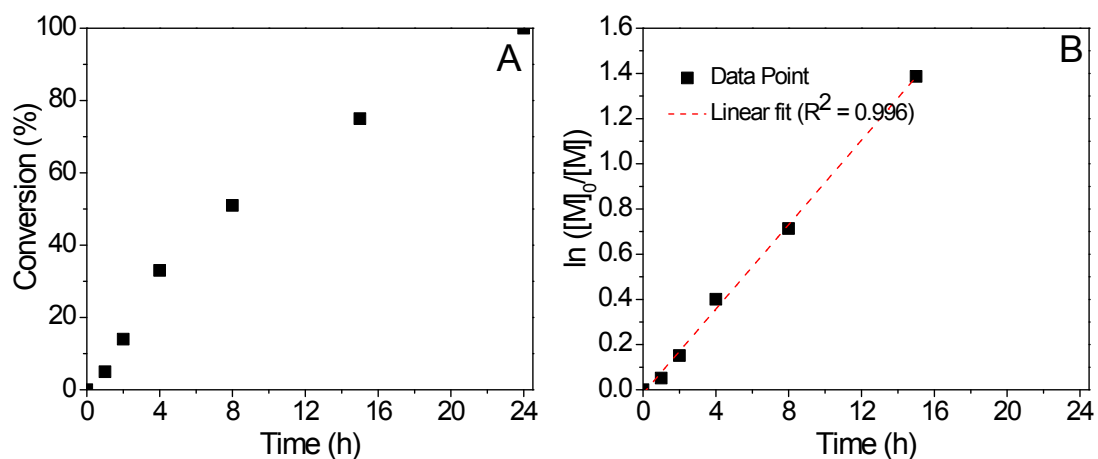 A
Conversion (%)
100
80
60
40
20
0
0 4 8 12 16 20 24
Time (h)
B
Data Point
Linear fit (R² = 0.996)
ln ([M]₀/[M])
1.6
1.4
1.2
1.0
0.8
0.6
0.4
0.2
0.0
0 4 8 12 16 20 24
Time (h)